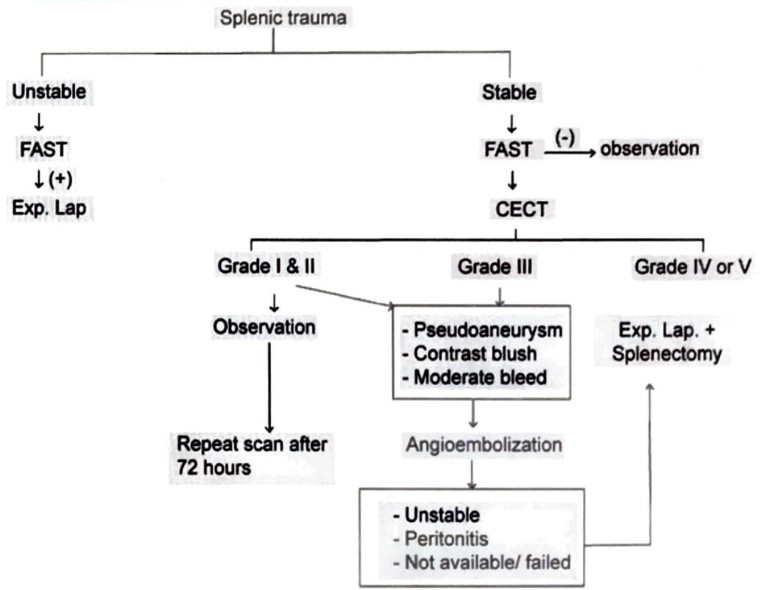 Splenic trauma
Unstable
Stable
FAST
FAST
(-)
observation
(+)
Exp. Lap
CECT
Grade I & II
Grade III
Grade IV or V
Observation
- Pseudoaneurysm
- Contrast blush
- Moderate bleed
Exp. Lap. +
Splenectomy
Repeat scan after
72 hours
Angioembolization
- Unstable
- Peritonitis
- Not available/ failed